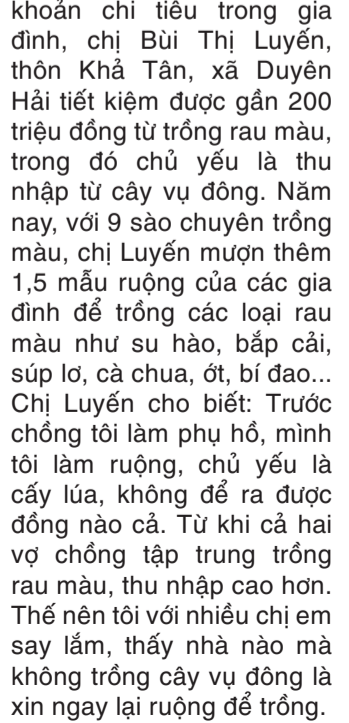 khoản chi tiêu trong gia
đình, chị Bùi Thị Luyến,
thôn Khả Tân, xã Duyên
Hải tiết kiệm được gần 200
triệu đồng từ trồng rau màu,
trong đó chủ yếu là thu
nhập từ cây vụ đông. Năm
nay, với 9 sào chuyên trồng
màu, chị Luyến mượn thêm
1,5 mẫu ruộng của các gia
đình để trồng các loại rau
màu như su hào, bắp cải,
súp lơ, cà chua, ớt, bí đao...
Chị Luyến cho biết: Trước
chồng tôi làm phụ hồ, mình
tôi làm ruộng, chủ yếu là
cấy lúa, không để ra được
đồng nào cả. Từ khi cả hai
vợ chồng tập trung trồng
rau màu, thu nhập cao hơn.
Thế nên tôi với nhiều chị em
say lắm, thấy nhà nào mà
không trồng cây vụ đông là
xin ngay lại ruộng để trồng.